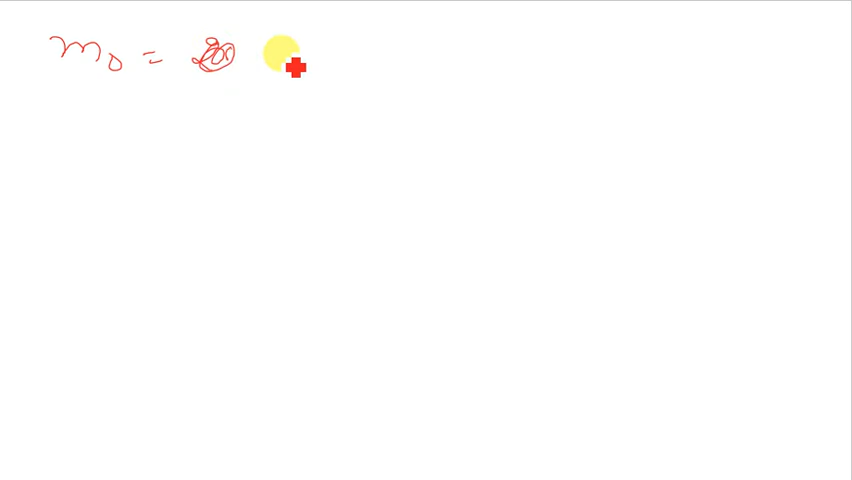 m₀ =